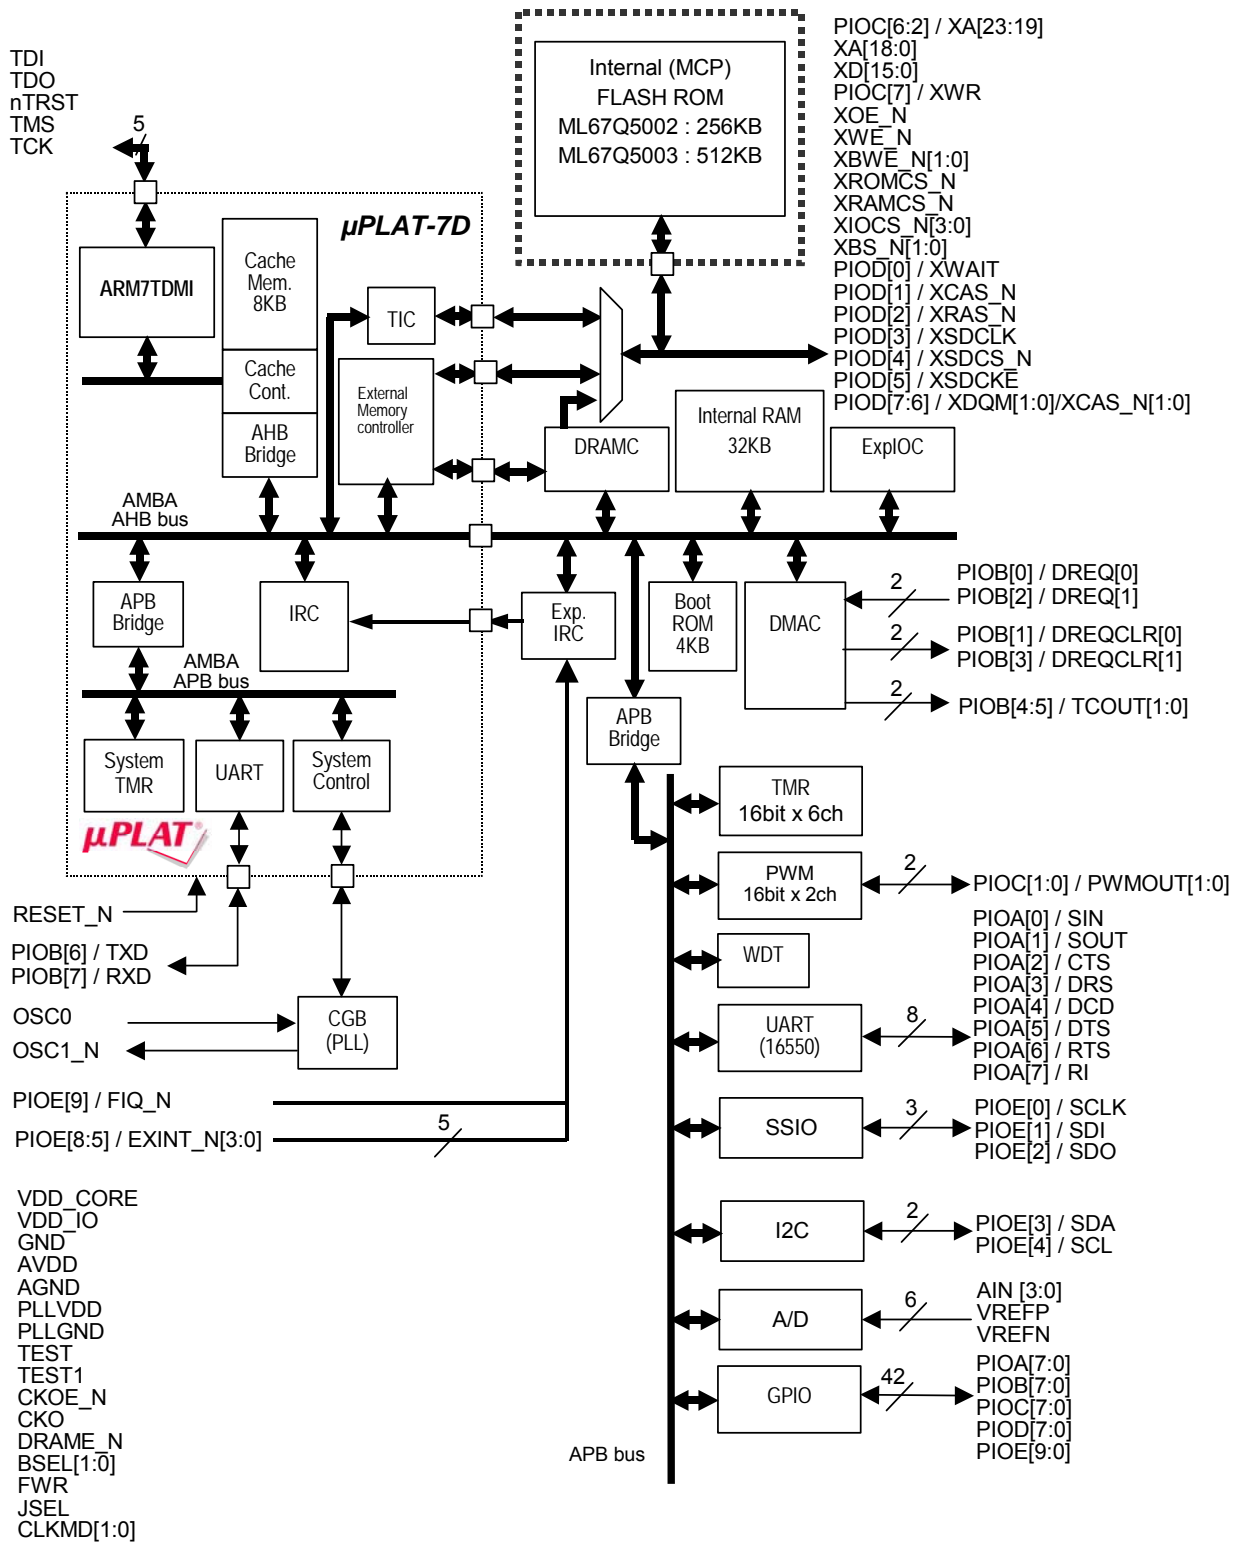 TDI
TDO
nTRST
TMS
TCK
5
Internal (MCP)
FLASH ROM
ML67Q5002 : 256KB
ML67Q5003 : 512KB
PIOC[6:2] / XA[23:19]
XA[18:0]
XD[15:0]
PIOC[7] / XWR
XOE_N
XWE_N
XBWE_N[1:0]
XROMCS_N
XRAMCS_N
XIOCS_N[3:0]
XBS_N[1:0]
PIOD[0] / XWAIT
PIOD[1] / XCAS_N
PIOD[2] / XRAS_N
PIOD[3] / XSDCLK
PIOD[4] / XSDCS_N
PIOD[5] / XSDCKE
PIOD[7:6] / XDQM[1:0]/XCAS_N[1:0]
µPLAT-7D
ARM7TDMI
Cache
Mem.
8KB
Cache
Cont.
AHB
Bridge
TIC
External
Memory
controller
DRAMC
Internal RAM
32KB
ExpIOC
AMBA
AHB bus
APB
Bridge
IRC
Exp.
IRC
Boot
ROM
4KB
DMAC
2
PIOB[0] / DREQ[0]
PIOB[2] / DREQ[1]
2
PIOB[1] / DREQCLR[0]
PIOB[3] / DREQCLR[1]
2
PIOB[4:5] / TCOUT[1:0]
AMBA
APB bus
System
TMR
UART
System
Control
µPLAT®
APB
Bridge
RESET_N
PIOB[6] / TXD
PIOB[7] / RXD
OSC0
OSC1_N
CGB
(PLL)
PIOE[9] / FIQ_N
PIOE[8:5] / EXINT_N[3:0]
5
TMR
16bit x 6ch
PWM
16bit x 2ch
2
PIOC[1:0] / PWMOUT[1:0]
WDT
UART
(16550)
8
PIOA[0] / SIN
PIOA[1] / SOUT
PIOA[2] / CTS
PIOA[3] / DRS
PIOA[4] / DCD
PIOA[5] / DTS
PIOA[6] / RTS
PIOA[7] / RI
SSIO
3
PIOE[0] / SCLK
PIOE[1] / SDI
PIOE[2] / SDO
I2C
2
PIOE[3] / SDA
PIOE[4] / SCL
A/D
6
AIN [3:0]
VREFP
VREFN
GPIO
42
PIOA[7:0]
PIOB[7:0]
PIOC[7:0]
PIOD[7:0]
PIOE[9:0]
APB bus
VDD_CORE
VDD_IO
GND
AVDD
AGND
PLLVDD
PLLGND
TEST
TEST1
CKOE_N
CKO
DRAME_N
BSEL[1:0]
FWR
JSEL
CLKMD[1:0]